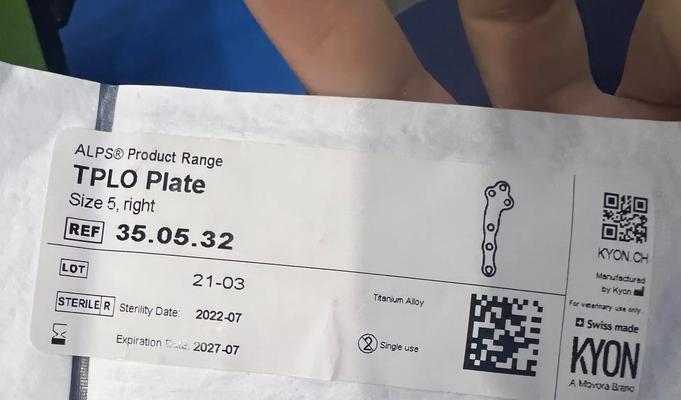 ALPS® Product Range
TPLO Plate
Size 5, right
REF 35.05.32
LOT 21-03
STERILE R Sterility Date: 2022-07
Expiration Date: 2027-07
Titanium Alloy
2 Single use
KYON.CH
Manufactured
by Kyon
For veterinary use only
Swiss made
KYON
A Movora Brand